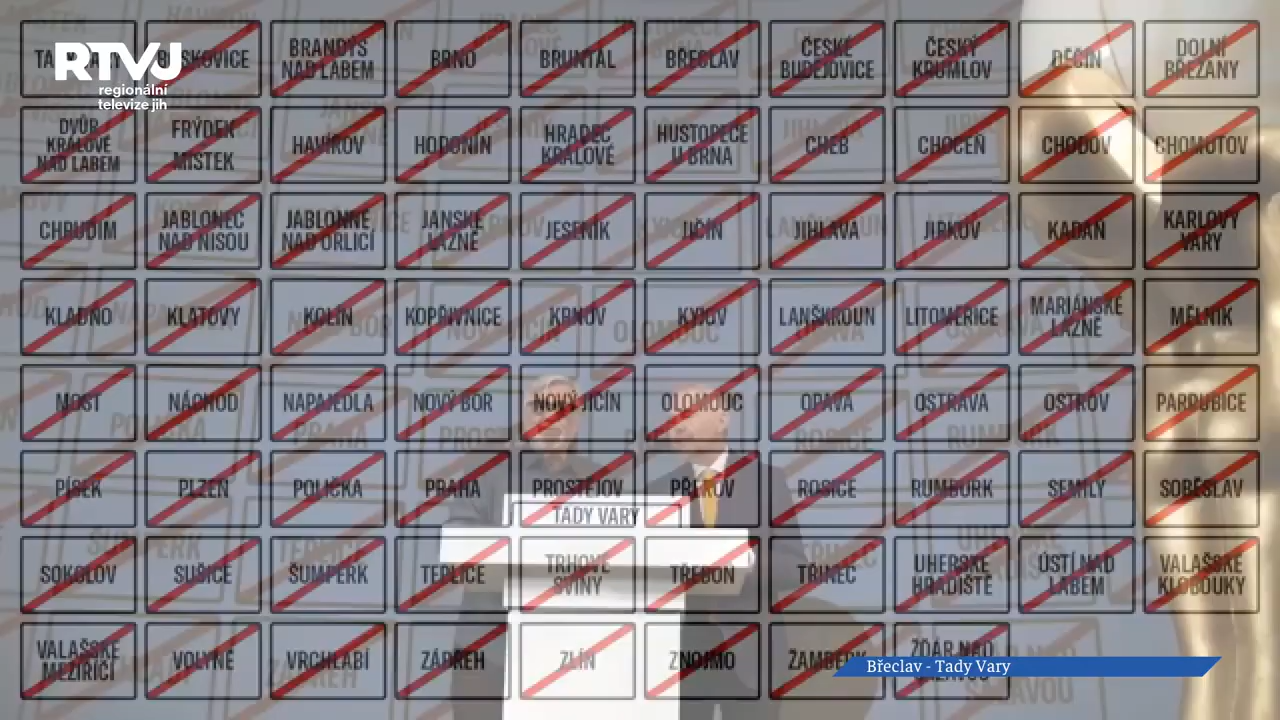 RTVJ
regionální
televize jih
BRANDÝS
NAD LABEM
BRNO
BRUNTÁL
BŘECLAV
ČESKÉ
BUDĚJOVICE
ČESKÝ
KRUMLOV
DĚČÍN
DOLNÍ
BŘEŽANY
DVŮR
KRÁLOVÉ
NAD LABEM
FRÝDEK
MÍSTEK
HAVÍŘOV
HODONÍN
HRADEC
KRÁLOVÉ
HUSTOPEČE
U BRNA
CHEB
CHOCEŇ
CHODOV
CHOMUTOV
CHRUDIM
JABLONEC
NAD NISOU
JABLONNÉ
NAD ORLICÍ
JÁNSKÉ
LÁZNĚ
JESENÍK
JIČÍN
JIHLAVA
JIRKOV
KADAŇ
KARLOVY
VARY
KLADNO
KLATOVY
KOLÍN
KOPŘIVNICE
KRNOV
KYJOV
LANŠKROUN
LITOMĚŘICE
MARIÁNSKÉ
LÁZNĚ
MĚLNÍK
MOST
NÁCHOD
NAPAJEDLA
NOVÝ BOR
NOVÝ JIČÍN
OLOMOUC
OPAVA
OSTRAVA
OSTROV
PARDUBICE
PÍSEK
PLZEŇ
POLIČKA
PRAHA
PROSTĚJOV
PŘEROV
ROSICE
RUMBURK
SEMILY
SOBĚSLAV
TADY VARY
SOKOLOV
SUŠICE
ŠUMPERK
TEPLICE
TRHOVÉ
SVINY
TŘEBOŇ
TŘINEC
UHERSKÉ
HRADIŠTĚ
ÚSTÍ NAD
LABEM
VALAŠSKÉ
KLOBOUKY
VALAŠSKÉ
MEZIŘÍČÍ
VOLYNĚ
VRCHLABÍ
ZÁBŘEH
ZLÍN
ZNOJMO
ŽAMBERK
ŽĎÁR NAD
SÁZAVOU
Břeclav - Tady Vary